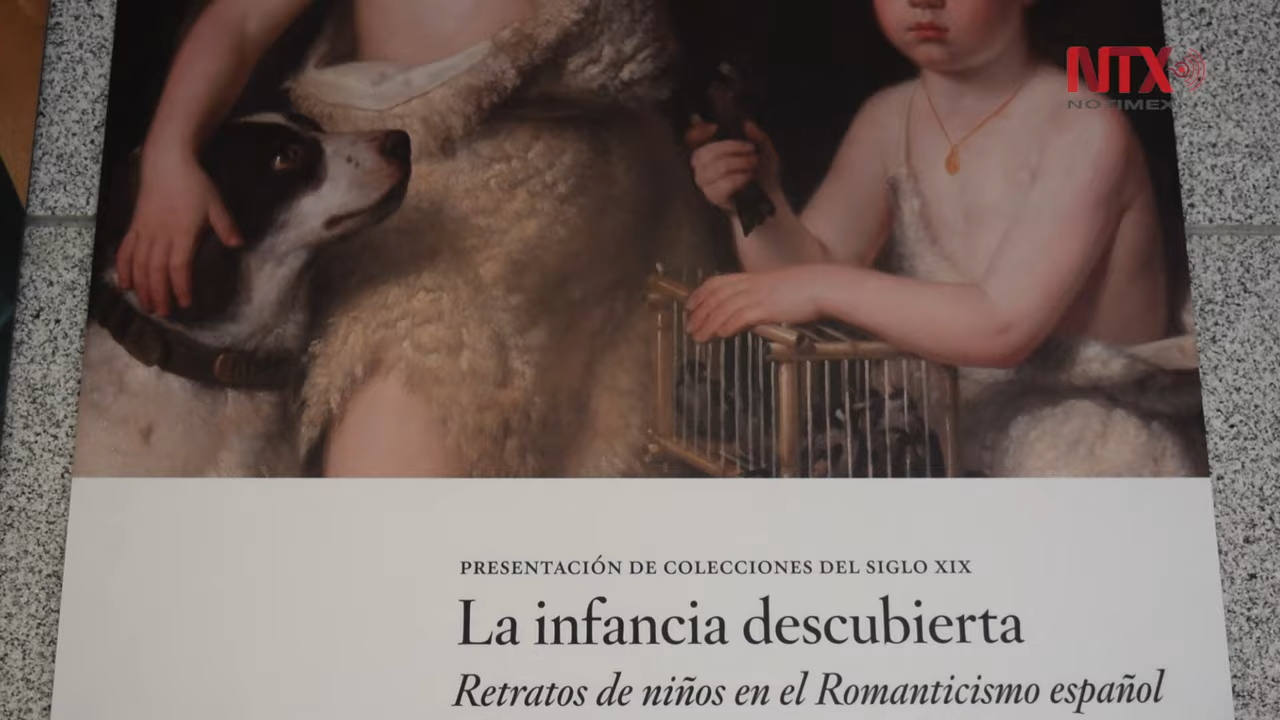 NTX
NOTIMEX
PRESENTACIÓN DE COLECCIONES DEL SIGLO XIX
La infancia descubierta
Retratos de niños en el Romanticismo español